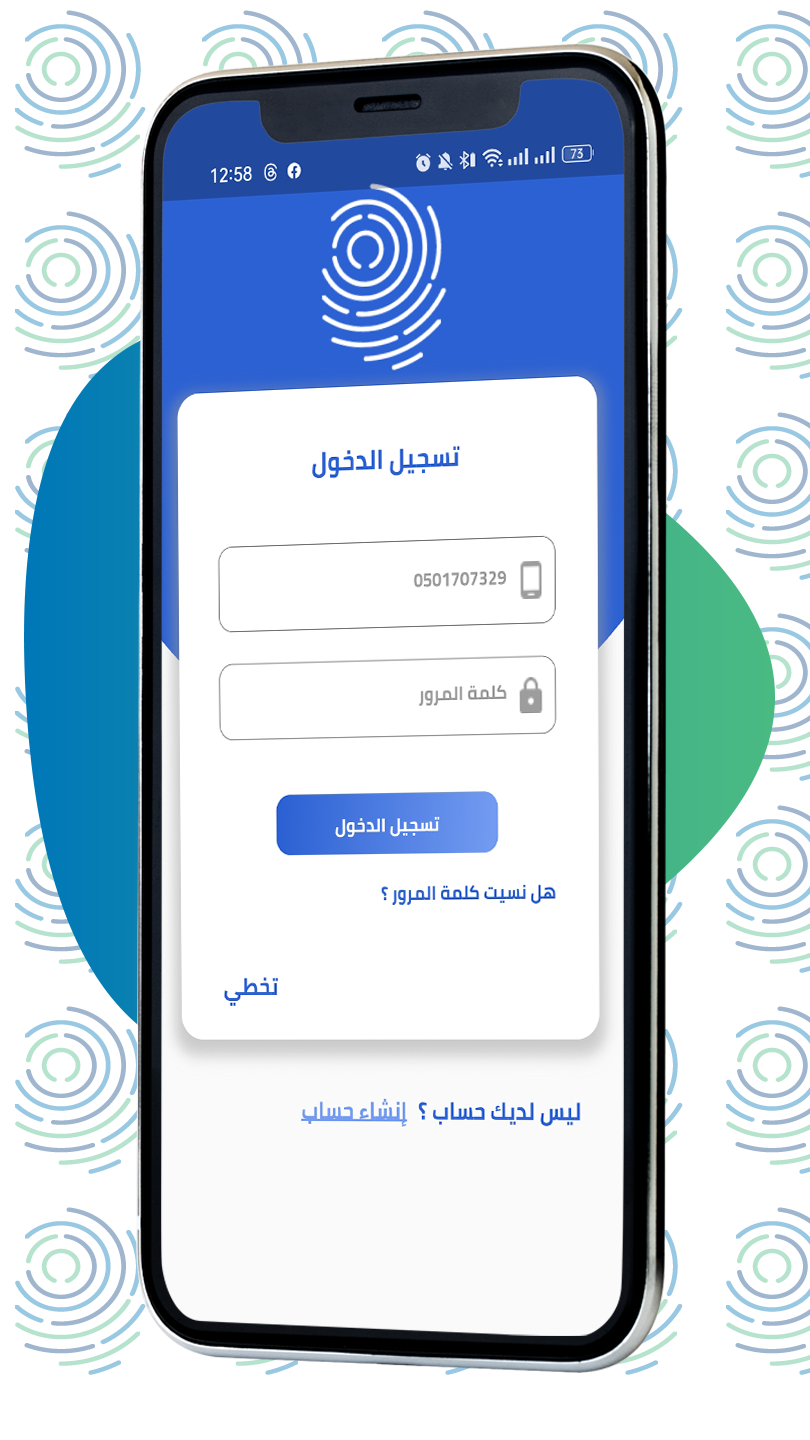 12:58
73
تسجيل الدخول
0501707329
كلمة المرور
تسجيل الدخول
هل نسيت كلمة المرور ؟
تخطي
ليس لديك حساب ؟ إنشاء حساب